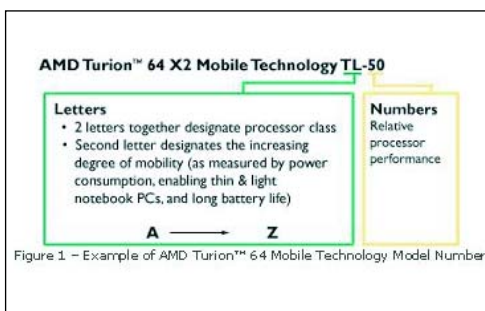 AMD Turion™ 64 X2 Mobile Technology TL-50
Letters
• 2 letters together designate processor class
• Second letter designates the increasing
degree of mobility (as measured by power
consumption, enabling thin & light
notebook PCs, and long battery life)
A Z
Numbers
Relative
processor
performance
Figure 1 – Example of AMD Turion™ 64 Mobile Technology Model Number